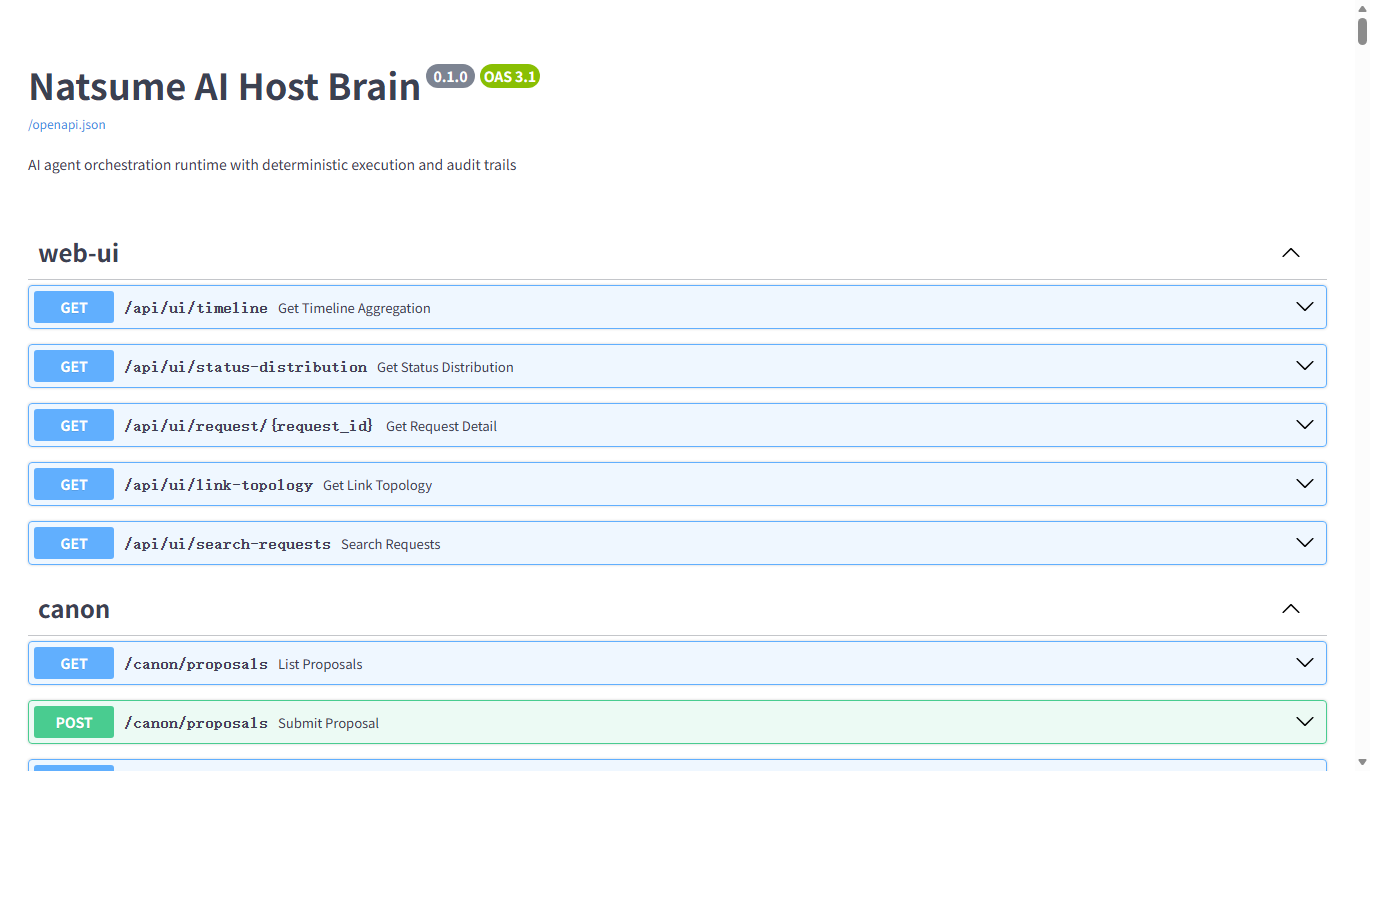 Natsume AI Host Brain 0.1.0 OAS 3.1
/openapi.json
AI agent orchestration runtime with deterministic execution and audit trails
web-ui
GET /api/ui/timeline Get Timeline Aggregation
GET /api/ui/status-distribution Get Status Distribution
GET /api/ui/request/{request_id} Get Request Detail
GET /api/ui/link-topology Get Link Topology
GET /api/ui/search-requests Search Requests
canon
GET /canon/proposals List Proposals
POST /canon/proposals Submit Proposal